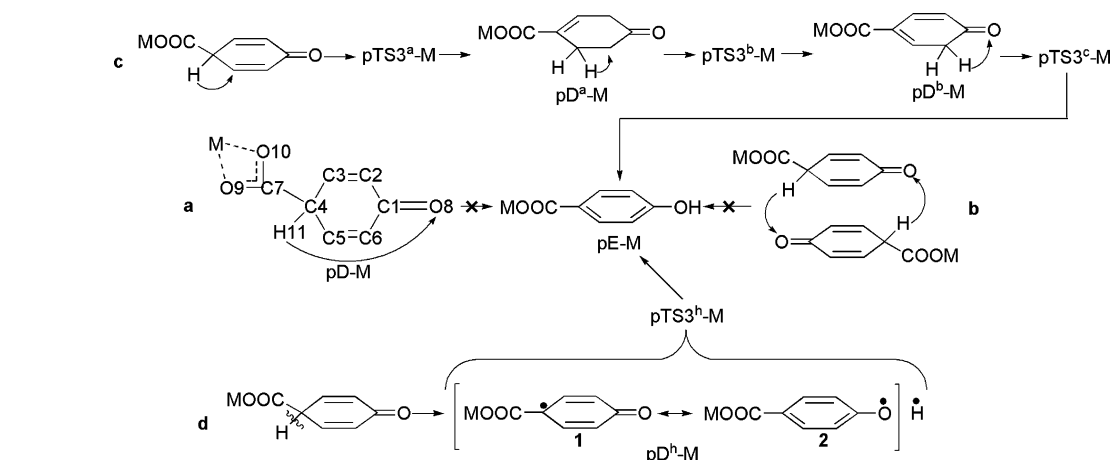 c MOOC H O pTS3ᵃ-M MOOC O H H pDᵃ-M pTS3ᵇ-M MOOC O H H pDᵇ-M pTS3ᶜ-M
a M O10 O9 C7 C3=C2 C4 C1 O8 H11 C5=C6 pD-M
MOOC OH pE-M
MOOC O H H O COOM b
pTS3ʰ-M
d MOOC H O MOOC O 1 MOOC O 2 H
pDʰ-M